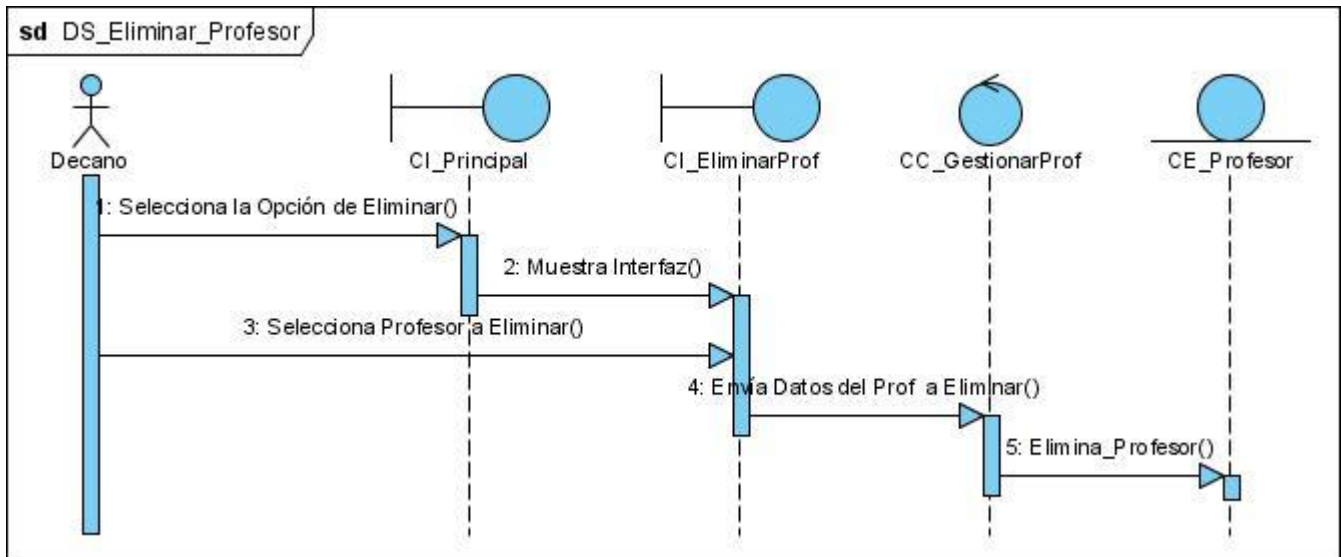 sd DS_Eliminar_Profesor
Decano
CI_Principal
CI_EliminarProf
CC_GestionarProf
CE_Profesor
1: Selecciona la Opción de Eliminar()
2: Muestra Interfaz()
3: Selecciona Profesor a Eliminar()
4: Envía Datos del Prof a Eliminar()
5: Elimina_Profesor()